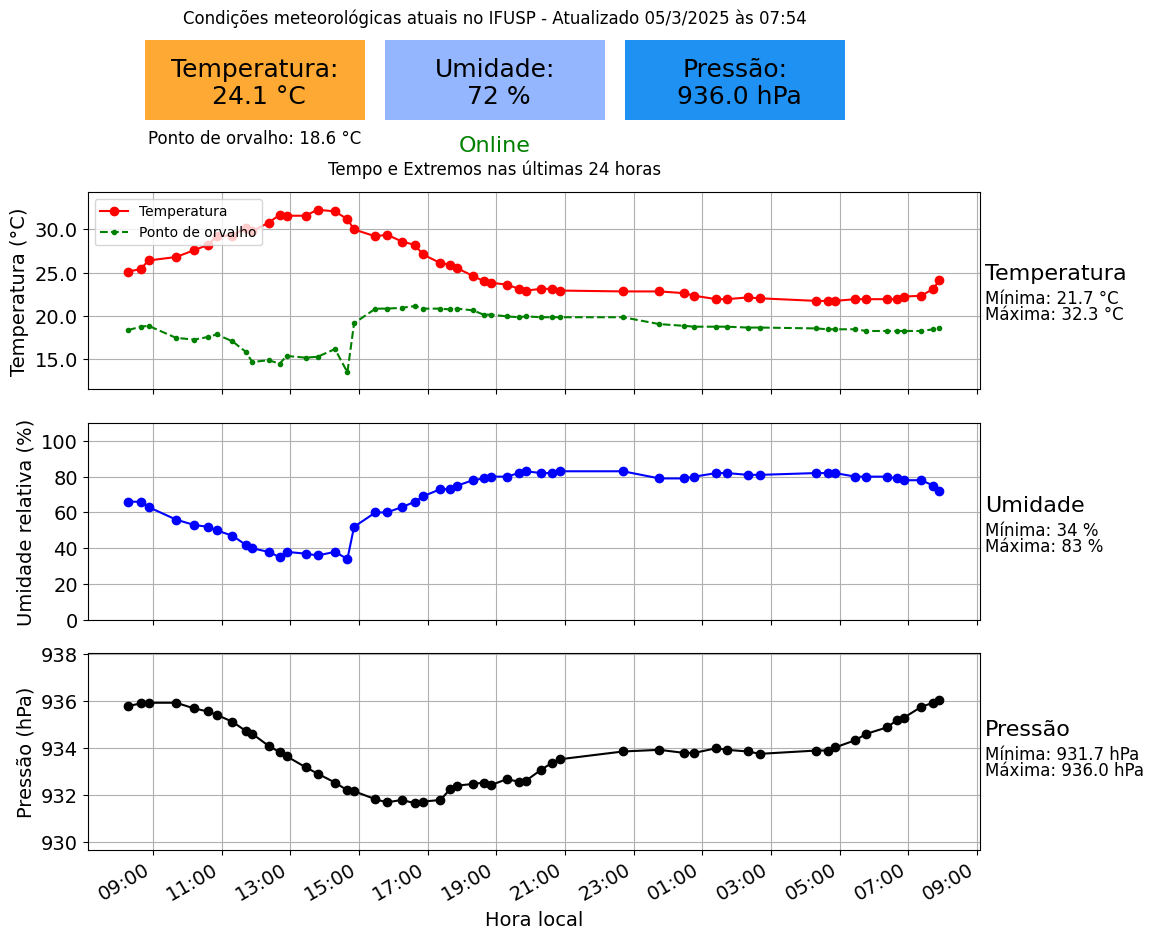 Condições meteorológicas atuais no IFUSP - Atualizado 05/3/2025 às 07:54
Temperatura:
24.1 °C
Umidade:
72 %
Pressão:
936.0 hPa
Ponto de orvalho: 18.6 °C
Online
Tempo e Extremos nas últimas 24 horas
Temperatura (°C)
30.0
25.0
20.0
15.0
Temperatura
Ponto de orvalho
Temperatura
Mínima: 21.7 °C
Máxima: 32.3 °C
Umidade relativa (%)
100
80
60
40
20
0
Umidade
Mínima: 34 %
Máxima: 83 %
Pressão (hPa)
938
936
934
932
930
Pressão
Mínima: 931.7 hPa
Máxima: 936.0 hPa
09:00
11:00
13:00
15:00
17:00
19:00
21:00
23:00
01:00
03:00
05:00
07:00
09:00
Hora local